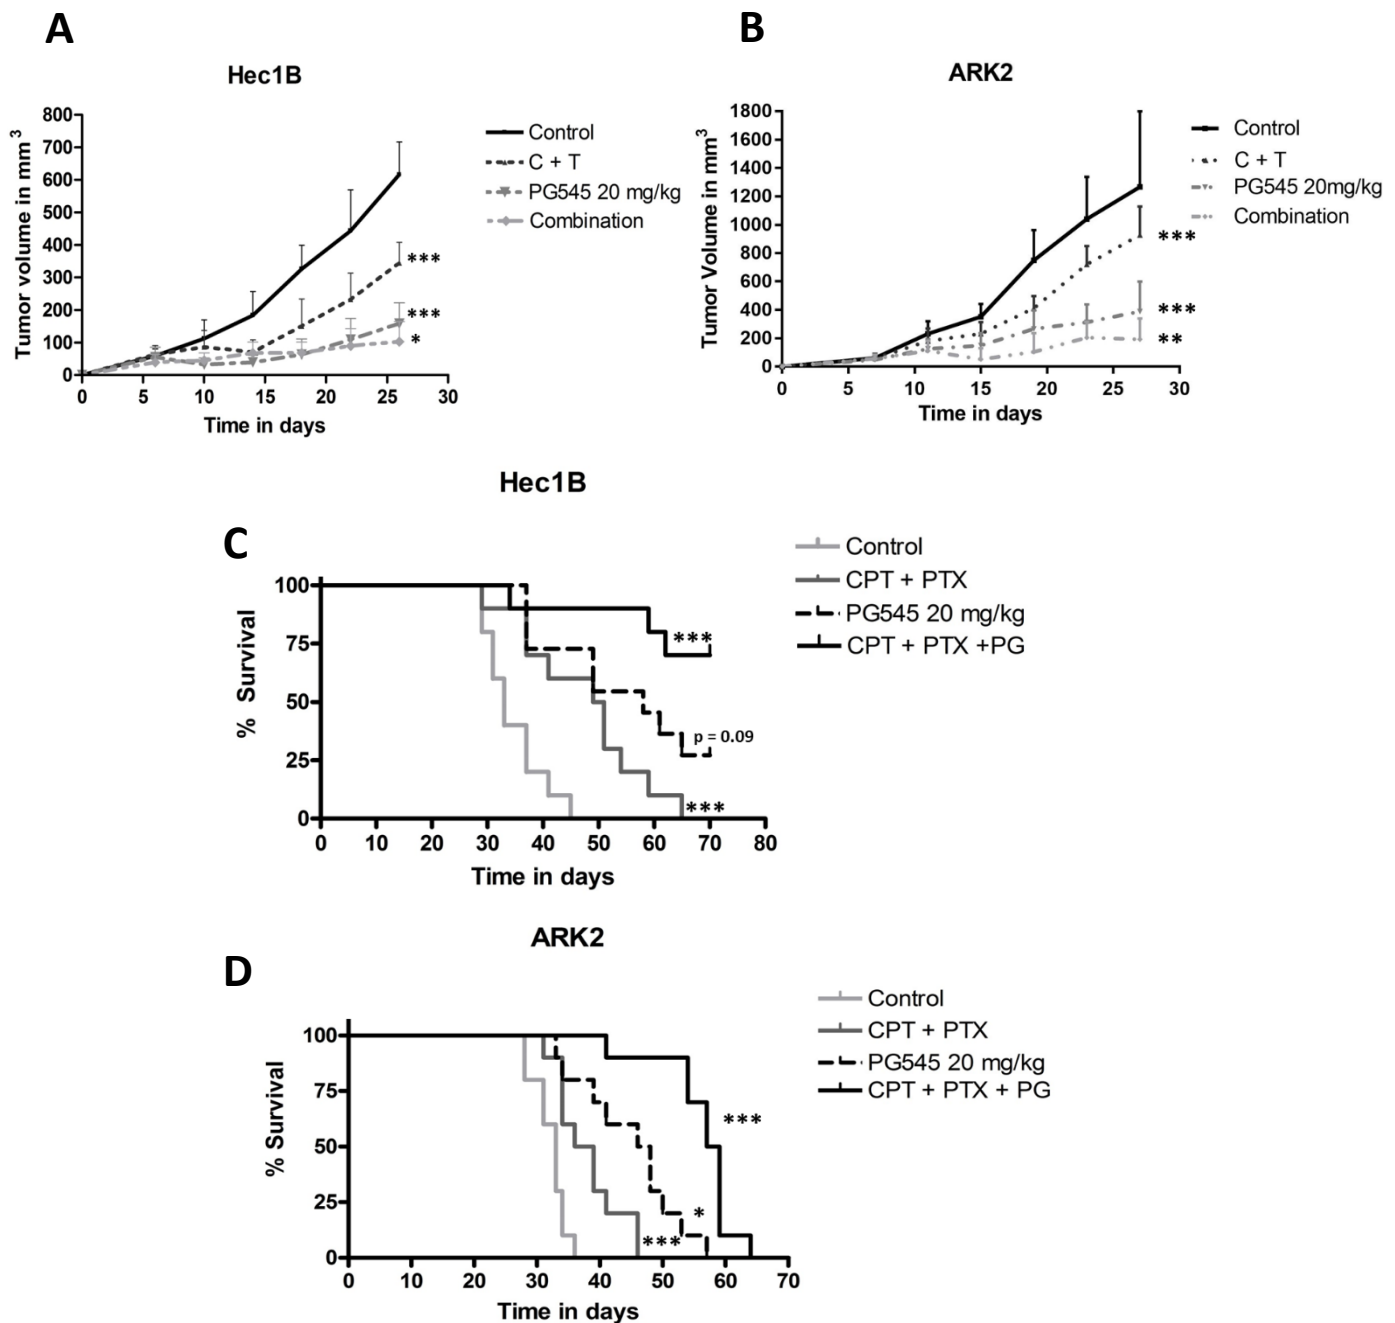 A
Hec1B
Tumor volume in mm³
800
700
600
500
400
300
200
100
0
0 5 10 15 20 25 30
Time in days
Control
C + T
PG545 20 mg/kg
Combination
***
***
*
B
ARK2
Tumor Volume in mm³
1800
1600
1400
1200
1000
800
600
400
200
0
0 5 10 15 20 25 30
Time in days
Control
C + T
PG545 20mg/kg
Combination
***
***
**
Hec1B
C
% Survival
100
75
50
25
0
0 10 20 30 40 50 60 70 80
Time in days
Control
CPT + PTX
PG545 20 mg/kg
CPT + PTX +PG
***
p = 0.09
***
ARK2
D
% Survival
100
75
50
25
0
0 10 20 30 40 50 60 70
Time in days
Control
CPT + PTX
PG545 20 mg/kg
CPT + PTX + PG
***
*
***